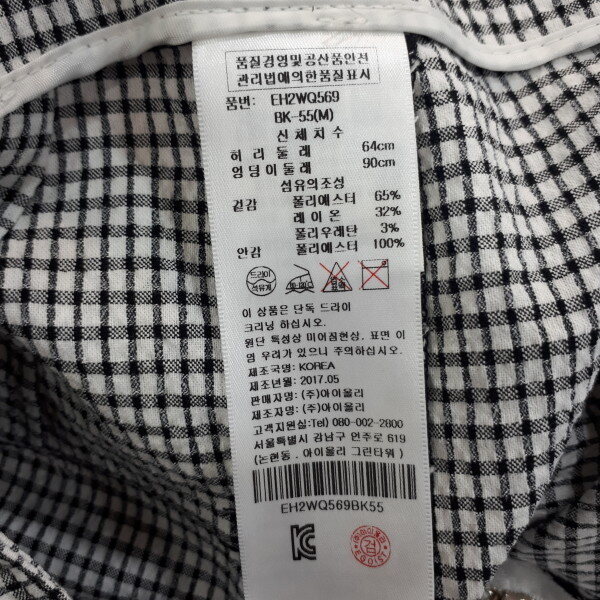 품질경영및공산품안전
관리법에의한품질표시
품번: EH2WQ569
BK-55(M)
신체치수
허리둘레 64cm
엉덩이둘레 90cm
섬유의조성
겉감 폴리에스터 65%
레이온 32%
폴리우레탄 3%
안감 폴리에스터 100%
드라이
석유계
이 상품은 단독 드라이
크리닝 하십시오.
원단 특성상 미어짐현상, 표면 이
염 우려가 있으니 주의하십시오.
제조국명: KOREA
제조년월: 2017.05
판매자명: (주)아이올리
제조자명: (주)아이올리
고객지원실:Tel) 080-002-2800
서울특별시 강남구 언주로 619
(논현동. 아이올리 그린타워)
EH2WQ569BK55
검